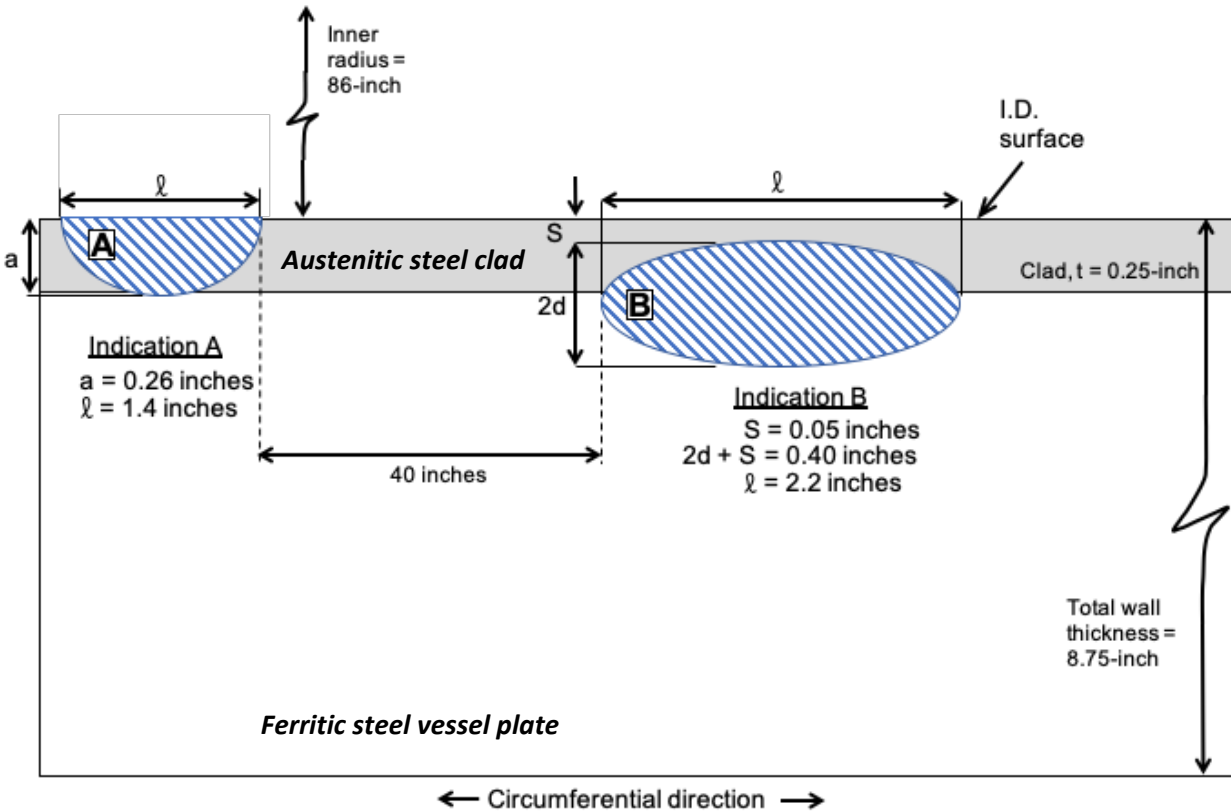 Inner
radius =
86-inch
I.D.
surface
ℓ
ℓ
a
A
Austenitic steel clad
S
Clad, t = 0.25-inch
2d
B
Indication A
a = 0.26 inches
ℓ = 1.4 inches
Indication B
S = 0.05 inches
2d + S = 0.40 inches
ℓ = 2.2 inches
40 inches
Total wall
thickness =
8.75-inch
Ferritic steel vessel plate
Circumferential direction